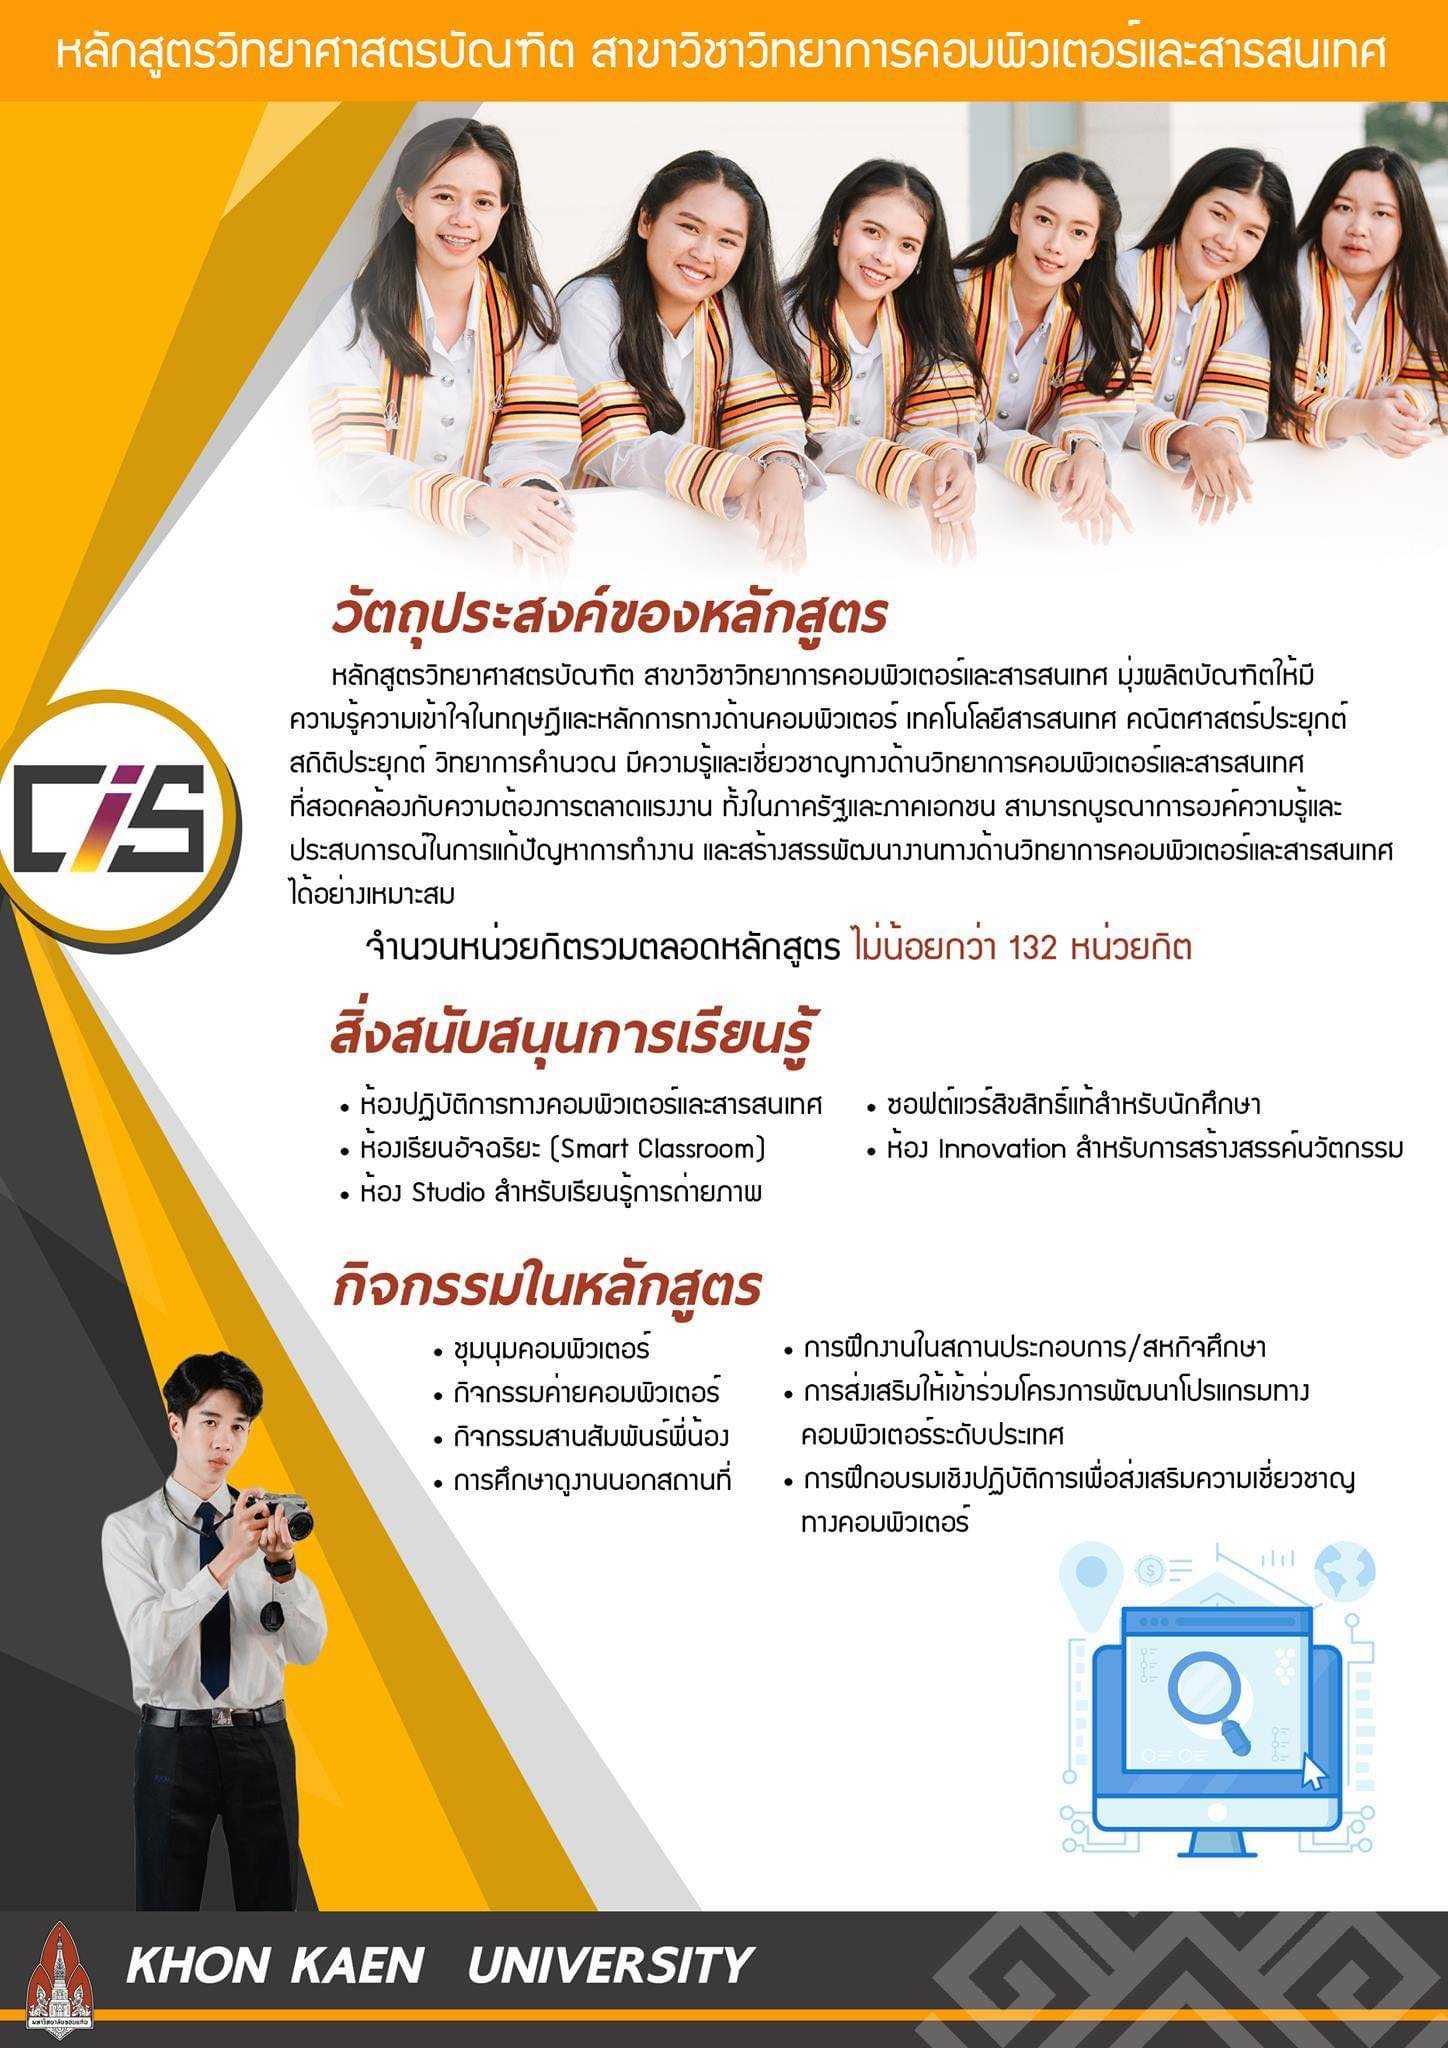 หลักสูตรวิทยาศาสตรบัณฑิต สาขาวิชาวิทยาการคอมพิวเตอร์และสารสนเทศ
วัตถุประสงค์ของหลักสูตร
หลักสูตรวิทยาศาสตรบัณฑิต สาขาวิชาวิทยาการคอมพิวเตอร์และสารสนเทศ มุ่งผลิตบัณฑิตให้มี
ความรู้ความเข้าใจในทฤษฎีและหลักการทางด้านคอมพิวเตอร์ เทคโนโลยีสารสนเทศ คณิตศาสตร์ประยุกต์
สถิติประยุกต์ วิทยาการคำนวณ มีความรู้และเชี่ยวชาญทางด้านวิทยาการคอมพิวเตอร์และสารสนเทศ
CiS
ที่สอดคล้องกับความต้องการตลาดแรงงาน ทั้งในภาครัฐและภาคเอกชน สามารถบูรณาการองค์ความรู้และ
ประสบการณ์ในการแก้ปัญหาการทำงาน และสร้างสรรพัฒนางานทางด้านวิทยาการคอมพิวเตอร์และสารสนเทศ
ได้อย่างเหมาะสม
จำนวนหน่วยกิตรวมตลอดหลักสูตร ไม่น้อยกว่า 132 หน่วยกิต
สิ่งสนับสนุนการเรียนรู้
• ห้องปฏิบัติการทางคอมพิวเตอร์และสารสนเทศ
• ห้องเรียนอัจฉริยะ (Smart Classroom)
• ห้อง Studio สำหรับเรียนรู้การถ่ายภาพ
• ซอฟต์แวร์สิขสิทธิ์แท้สำหรับนักศึกษา
• ห้อง Innovation สำหรับการสร้างสรรค์นวัตกรรม
กิจกรรมในหลักสูตร
• ชุมนุมคอมพิวเตอร์
• กิจกรรมค่ายคอมพิวเตอร์
• กิจกรรมสานสัมพันธ์พี่น้อง
• การศึกษาดูงานนอกสถานที่
• การฝึกงานในสถานประกอบการ/สหกิจศึกษา
• การส่งเสริมให้เข้าร่วมโครงการพัฒนาโปรแกรมทาง
คอมพิวเตอร์ระดับประเทศ
• การฝึกอบรมเชิงปฏิบัติการเพื่อส่งเสริมความเชี่ยวชาญ
ทางคอมพิวเตอร์
KHON KAEN UNIVERSITY
มหาวิทยาลัยขอนแก่น